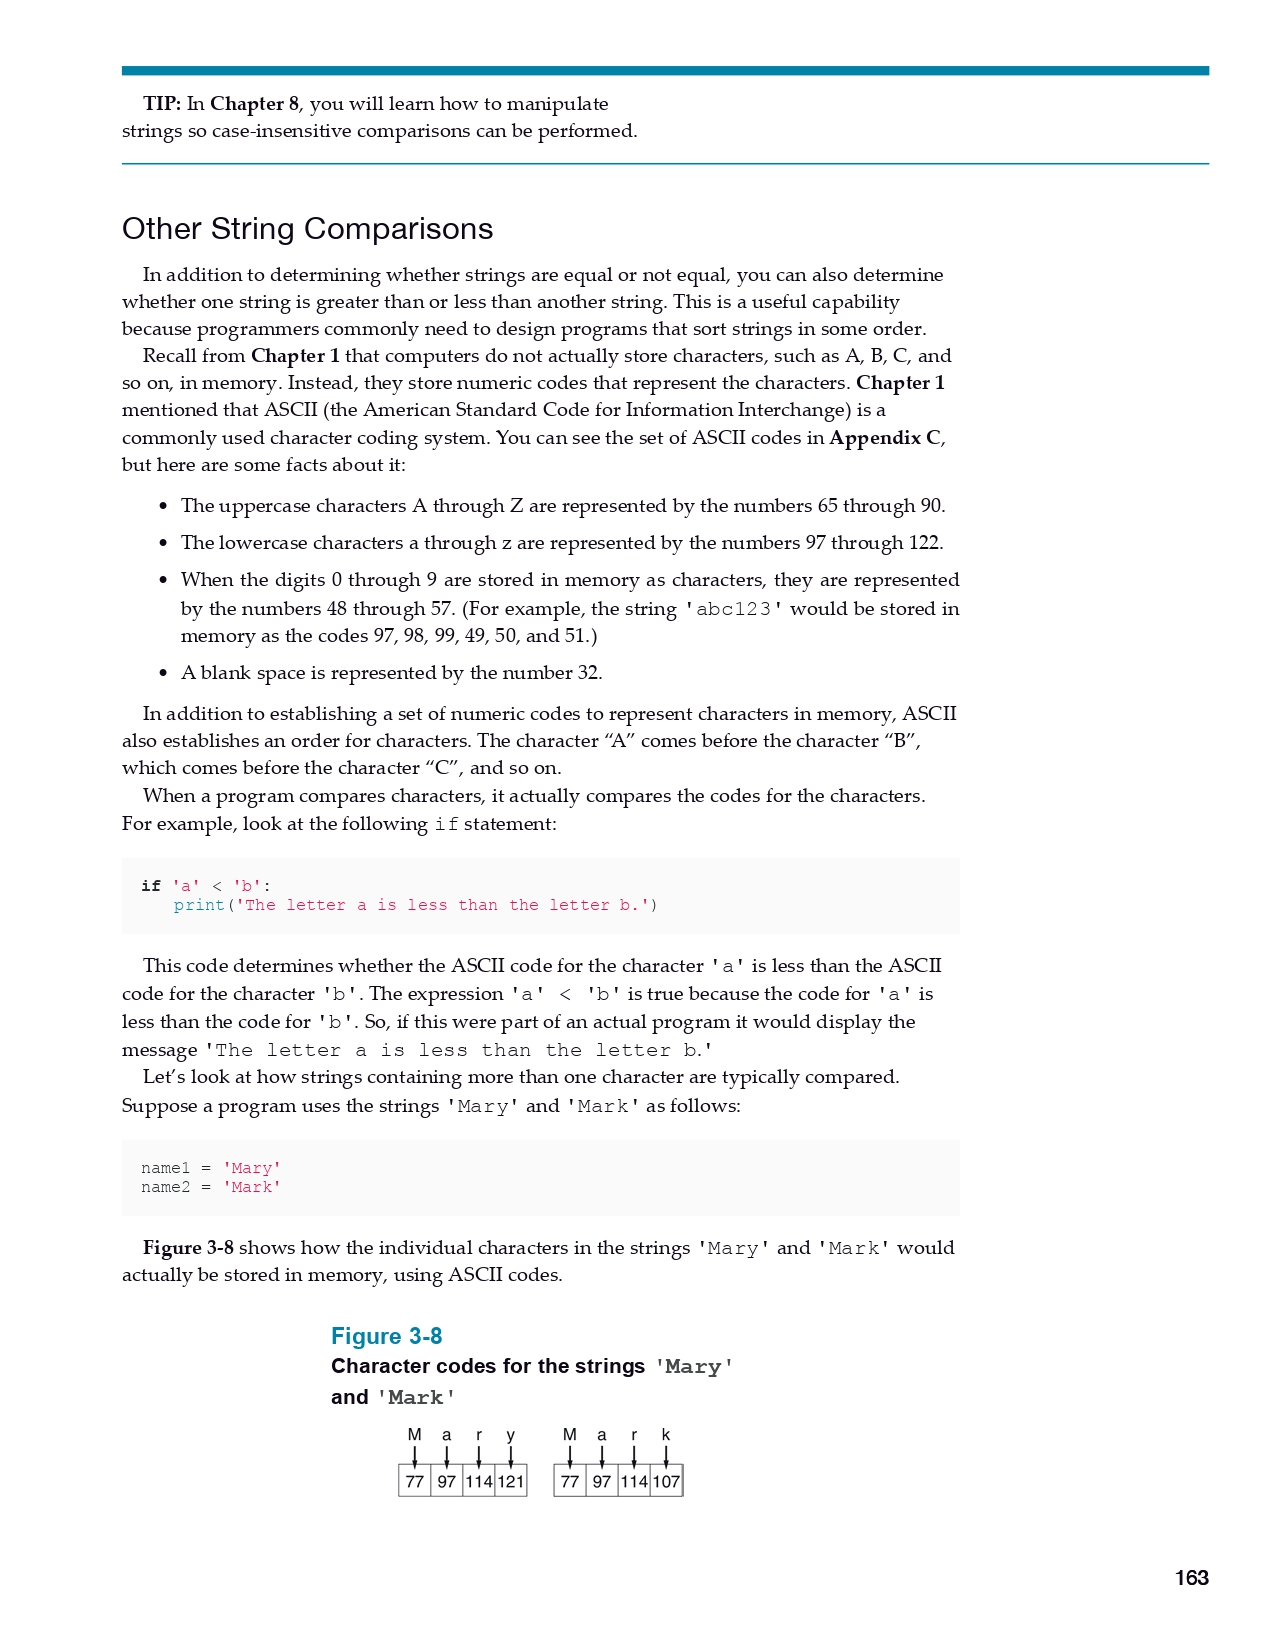 TIP: In Chapter 8, you will learn how to manipulate
strings so case-insensitive comparisons can be performed.
Other String Comparisons
In addition to determining whether strings are equal or not equal, you can also determine
whether one string is greater than or less than another string. This is a useful capability
because programmers commonly need to design programs that sort strings in some order.
Recall from Chapter 1 that computers do not actually store characters, such as A, B, C, and
so on, in memory. Instead, they store numeric codes that represent the characters. Chapter 1
mentioned that ASCII (the American Standard Code for Information Interchange) is a
commonly used character coding system. You can see the set of ASCII codes in Appendix C,
but here are some facts about it:
• The uppercase characters A through Z are represented by the numbers 65 through 90.
• The lowercase characters a through z are represented by the numbers 97 through 122.
• When the digits 0 through 9 are stored in memory as characters, they are represented
by the numbers 48 through 57. (For example, the string 'abc123' would be stored in
memory as the codes 97, 98, 99, 49, 50, and 51.)
• A blank space is represented by the number 32.
In addition to establishing a set of numeric codes to represent characters in memory, ASCII
also establishes an order for characters. The character “A” comes before the character “B”,
which comes before the character “C”, and so on.
When a program compares characters, it actually compares the codes for the characters.
For example, look at the following if statement:
if 'a' < 'b':
    print('The letter a is less than the letter b.')
This code determines whether the ASCII code for the character 'a' is less than the ASCII
code for the character 'b'. The expression 'a' < 'b' is true because the code for 'a' is
less than the code for 'b'. So, if this were part of an actual program it would display the
message 'The letter a is less than the letter b.'
Let’s look at how strings containing more than one character are typically compared.
Suppose a program uses the strings 'Mary' and 'Mark' as follows:
name1 = 'Mary'
name2 = 'Mark'
Figure 3-8 shows how the individual characters in the strings 'Mary' and 'Mark' would
actually be stored in memory, using ASCII codes.
Figure 3-8
Character codes for the strings 'Mary'
and 'Mark'
M a r y M a r k
77 97 114 121 77 97 114 107
163